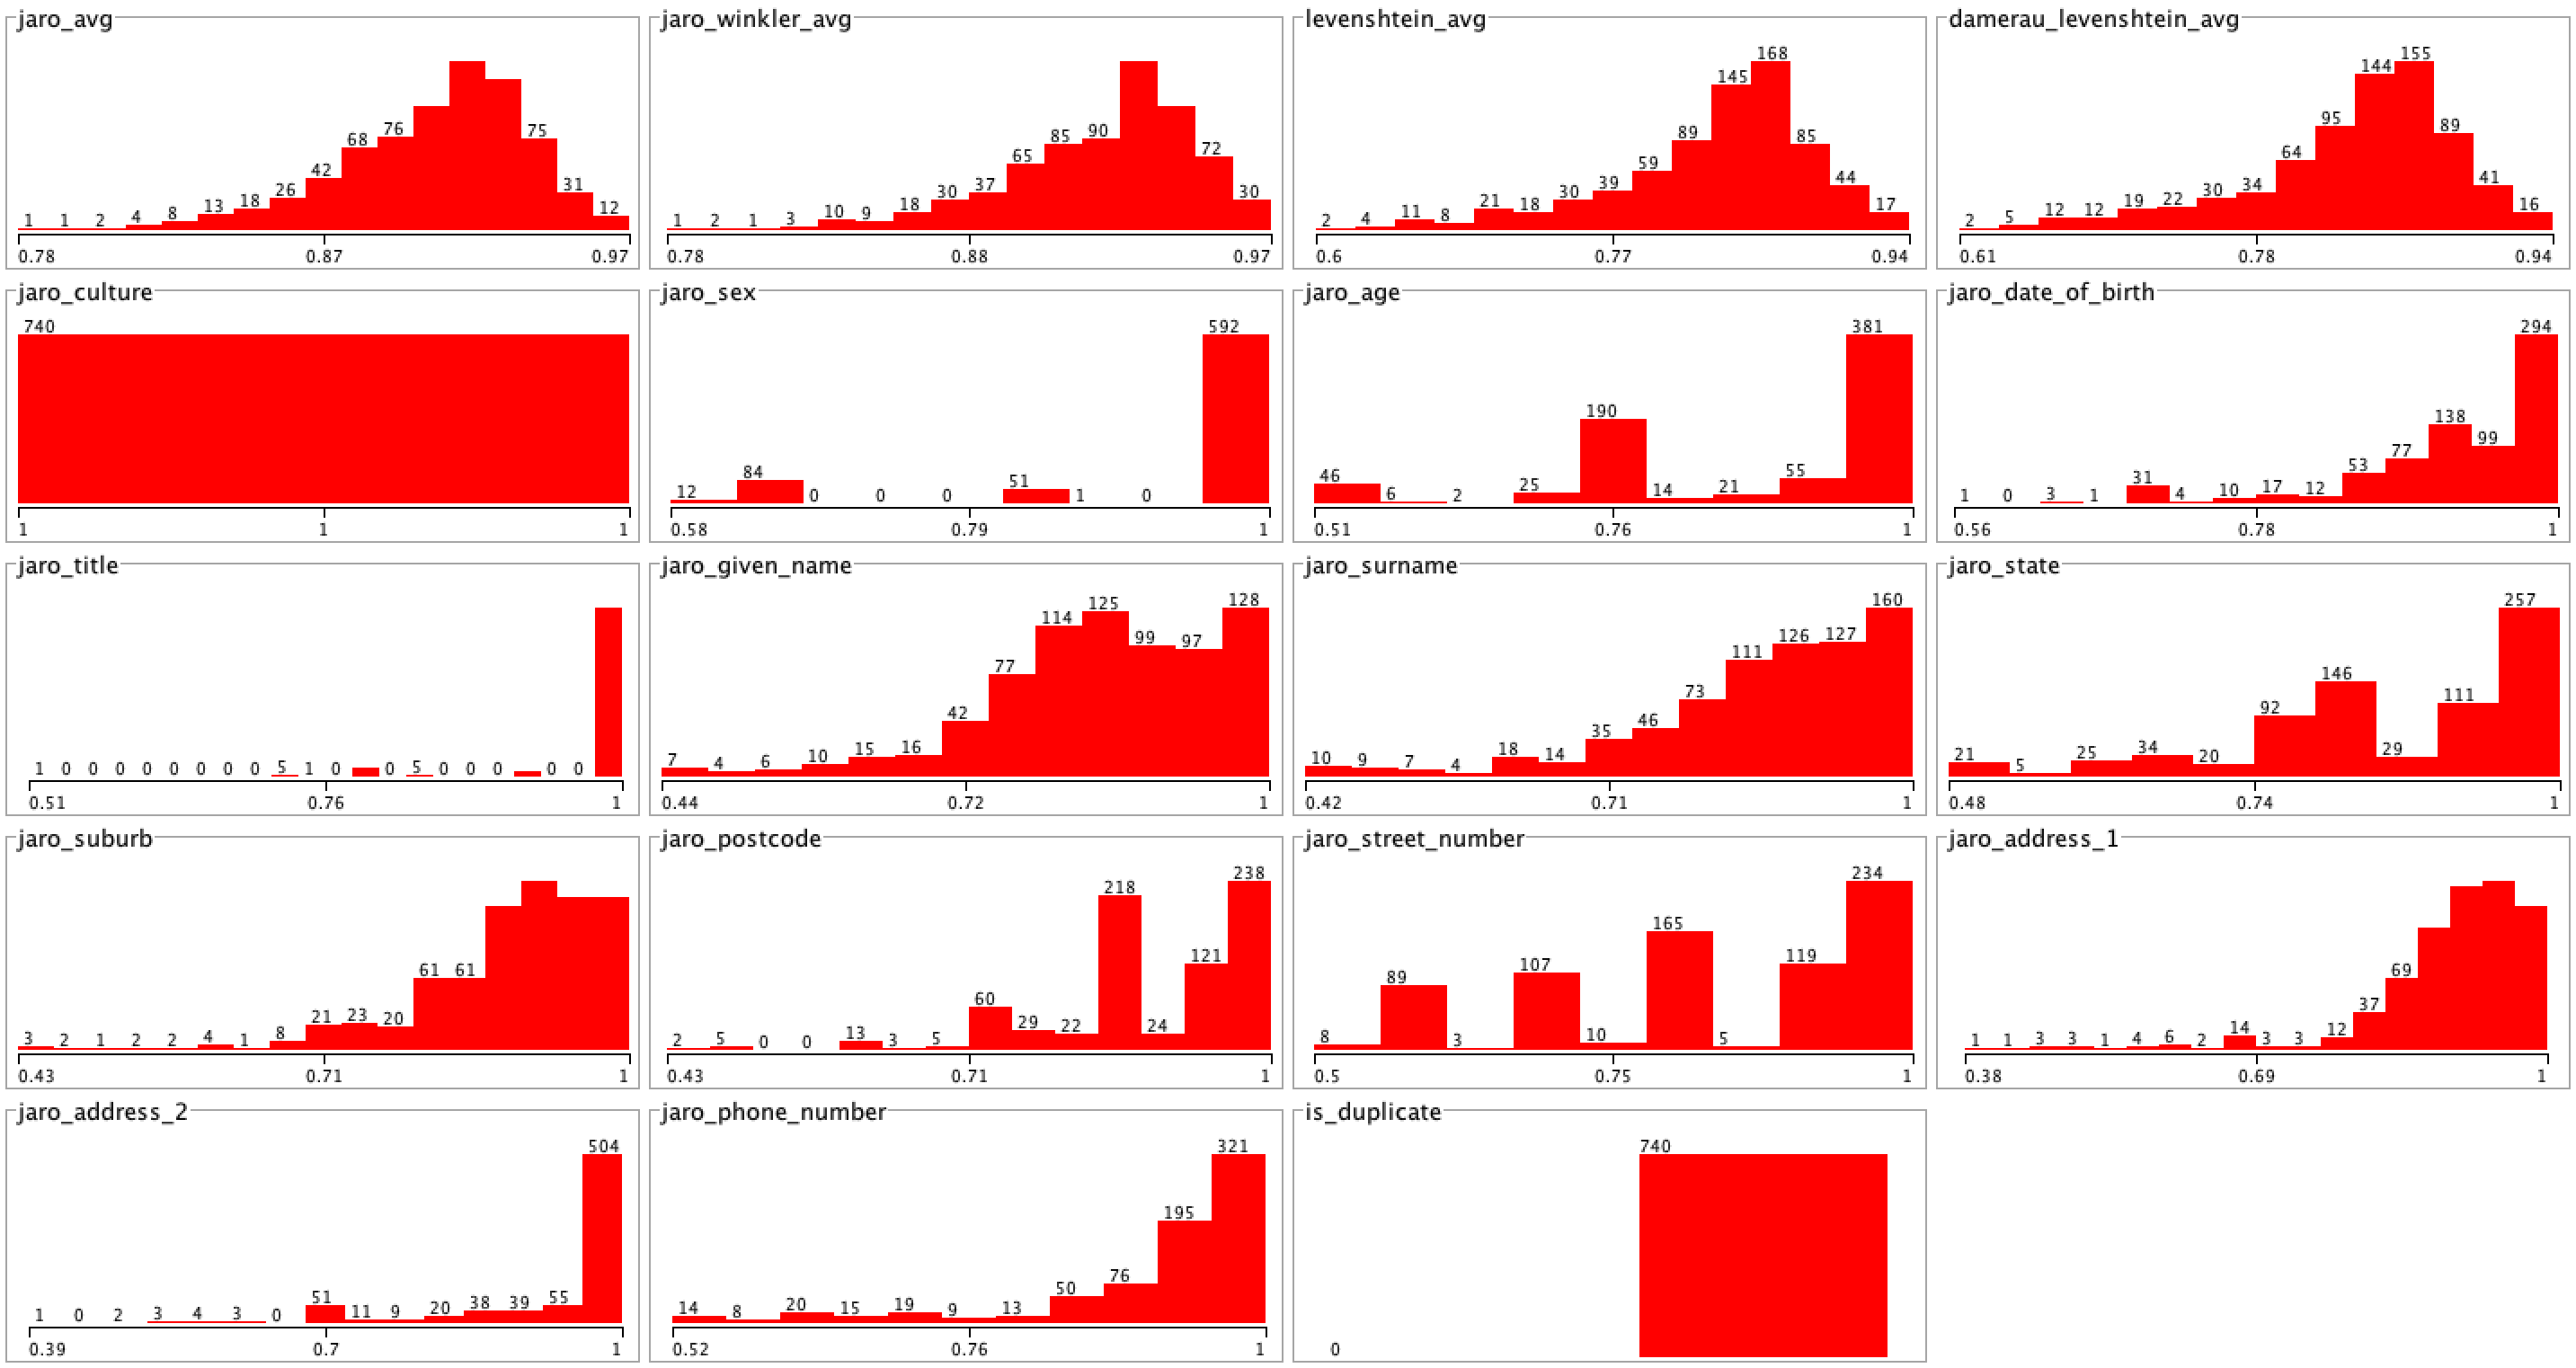 jaro_avg
1 1 2 4 8 13 18 26 42 68 76 75 31 12
0.78 0.87 0.97
jaro_winkler_avg
1 2 1 3 10 9 18 30 37 65 85 90 72 30
0.78 0.88 0.97
levenshtein_avg
2 4 11 8 21 18 30 39 59 89 145 168 85 44 17
0.6 0.77 0.94
damerau_levenshtein_avg
2 5 12 12 19 22 30 34 64 95 144 155 89 41 16
0.61 0.78 0.94
jaro_culture
740
1 1 1
jaro_sex
12 84 0 0 0 51 1 0 592
0.58 0.79 1
jaro_age
46 6 2 25 190 14 21 55 381
0.51 0.76 1
jaro_date_of_birth
1 0 3 1 31 4 10 17 12 53 77 138 99 294
0.56 0.78 1
jaro_title
1 0 0 0 0 0 0 0 0 5 1 0 0 5 0 0 0 0 0
0.51 0.76 1
jaro_given_name
7 4 6 10 15 16 42 77 114 125 99 97 128
0.44 0.72 1
jaro_surname
10 9 7 4 18 14 35 46 73 111 126 127 160
0.42 0.71 1
jaro_state
21 5 25 34 20 92 146 29 111 257
0.48 0.74 1
jaro_suburb
3 2 1 2 2 4 1 8 21 23 20 61 61
0.43 0.71 1
jaro_postcode
2 5 0 0 13 3 5 60 29 22 218 24 121 238
0.43 0.71 1
jaro_street_number
8 89 3 107 10 165 5 119 234
0.5 0.75 1
jaro_address_1
1 1 3 3 1 4 6 2 14 3 3 12 37 69
0.38 0.69 1
jaro_address_2
1 0 2 3 4 3 0 51 11 9 20 38 39 55 504
0.39 0.7 1
jaro_phone_number
14 8 20 15 19 9 13 50 76 195 321
0.52 0.76 1
is_duplicate
0 740